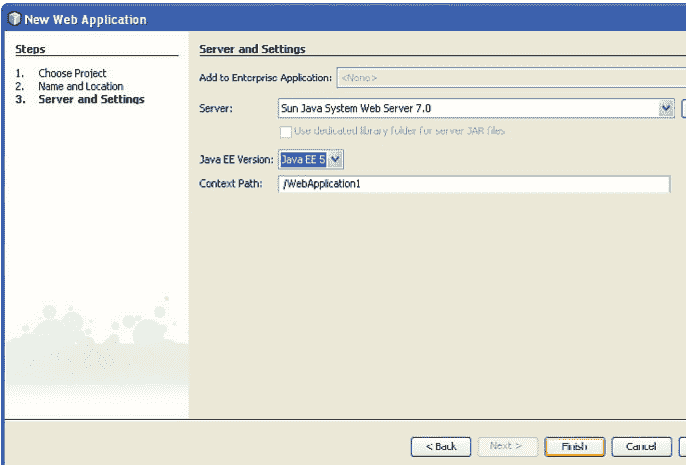 New Web Application
Steps
1. Choose Project
2. Name and Location
3. Server and Settings
Server and Settings
Add to Enterprise Application: <None>
Server: Sun Java System Web Server 7.0
Use dedicated library folder for server JAR files
Java EE Version: Java EE 5
Context Path: /WebApplication1
< Back Next > Finish Cancel